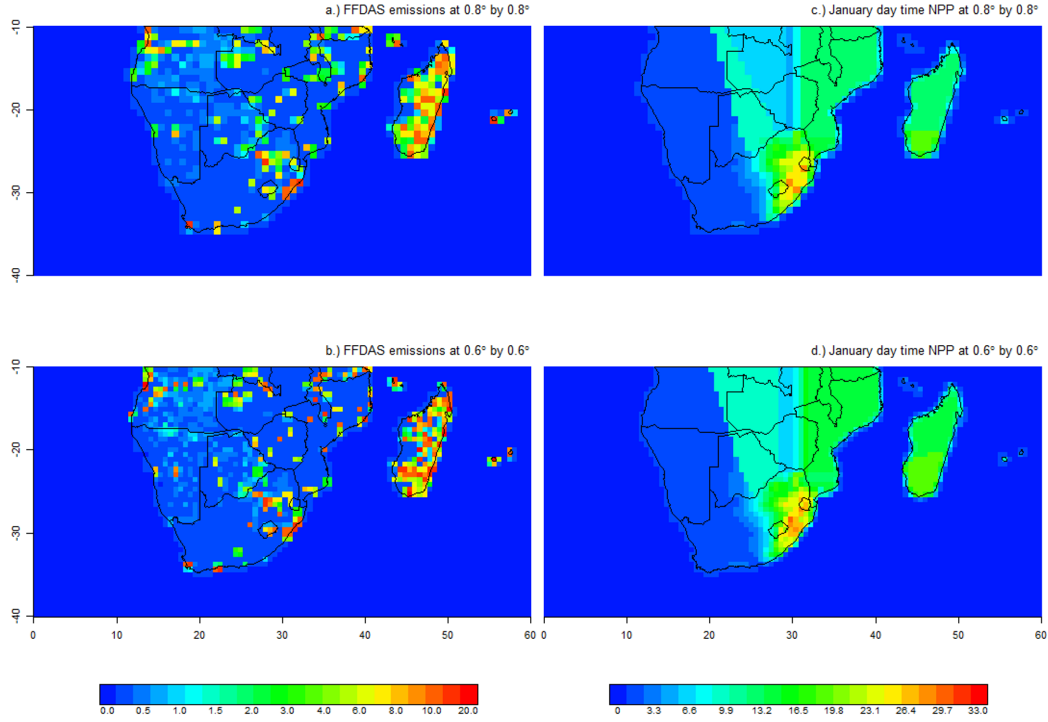 a.) FFDAS emissions at 0.8° by 0.8°
c.) January day time NPP at 0.8° by 0.8°
-10
-20
-30
-40
b.) FFDAS emissions at 0.6° by 0.6°
d.) January day time NPP at 0.6° by 0.6°
-10
-20
-30
-40
0 10 20 30 40 50 60
0 10 20 30 40 50 60
0.0 0.5 1.0 1.5 2.0 3.0 4.0 6.0 8.0 10.0 20.0
0 3.3 6.6 9.9 13.2 16.5 19.8 23.1 26.4 29.7 33.0